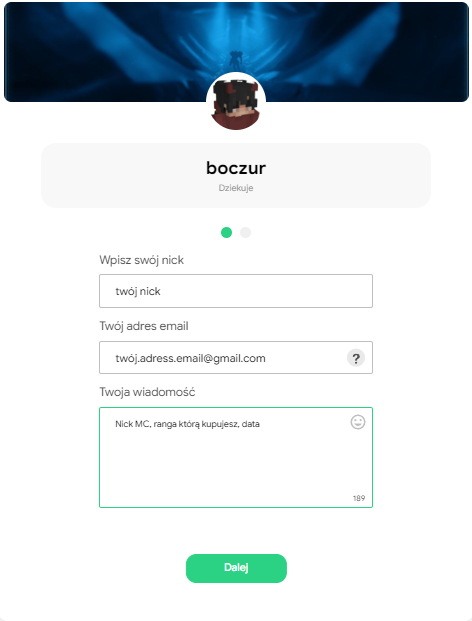 boczur
Dziekuje
Wpisz swój nick
twój nick
Twój adres email
twój.adress.email@gmail.com
?
Twoja wiadomość
Nick MC, ranga którą kupujesz, data
189
Dalej